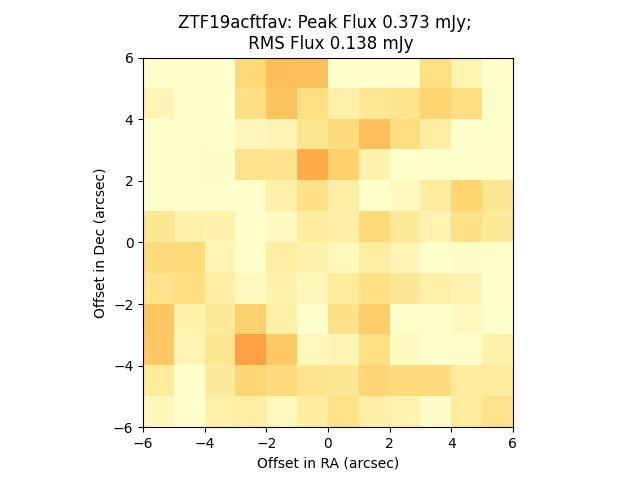 ZTF19acftfav: Peak Flux 0.373 mJy;
RMS Flux 0.138 mJy
6
4
2
0
−2
−4
−6
Offset in Dec (arcsec)
−6 −4 −2 0 2 4 6
Offset in RA (arcsec)